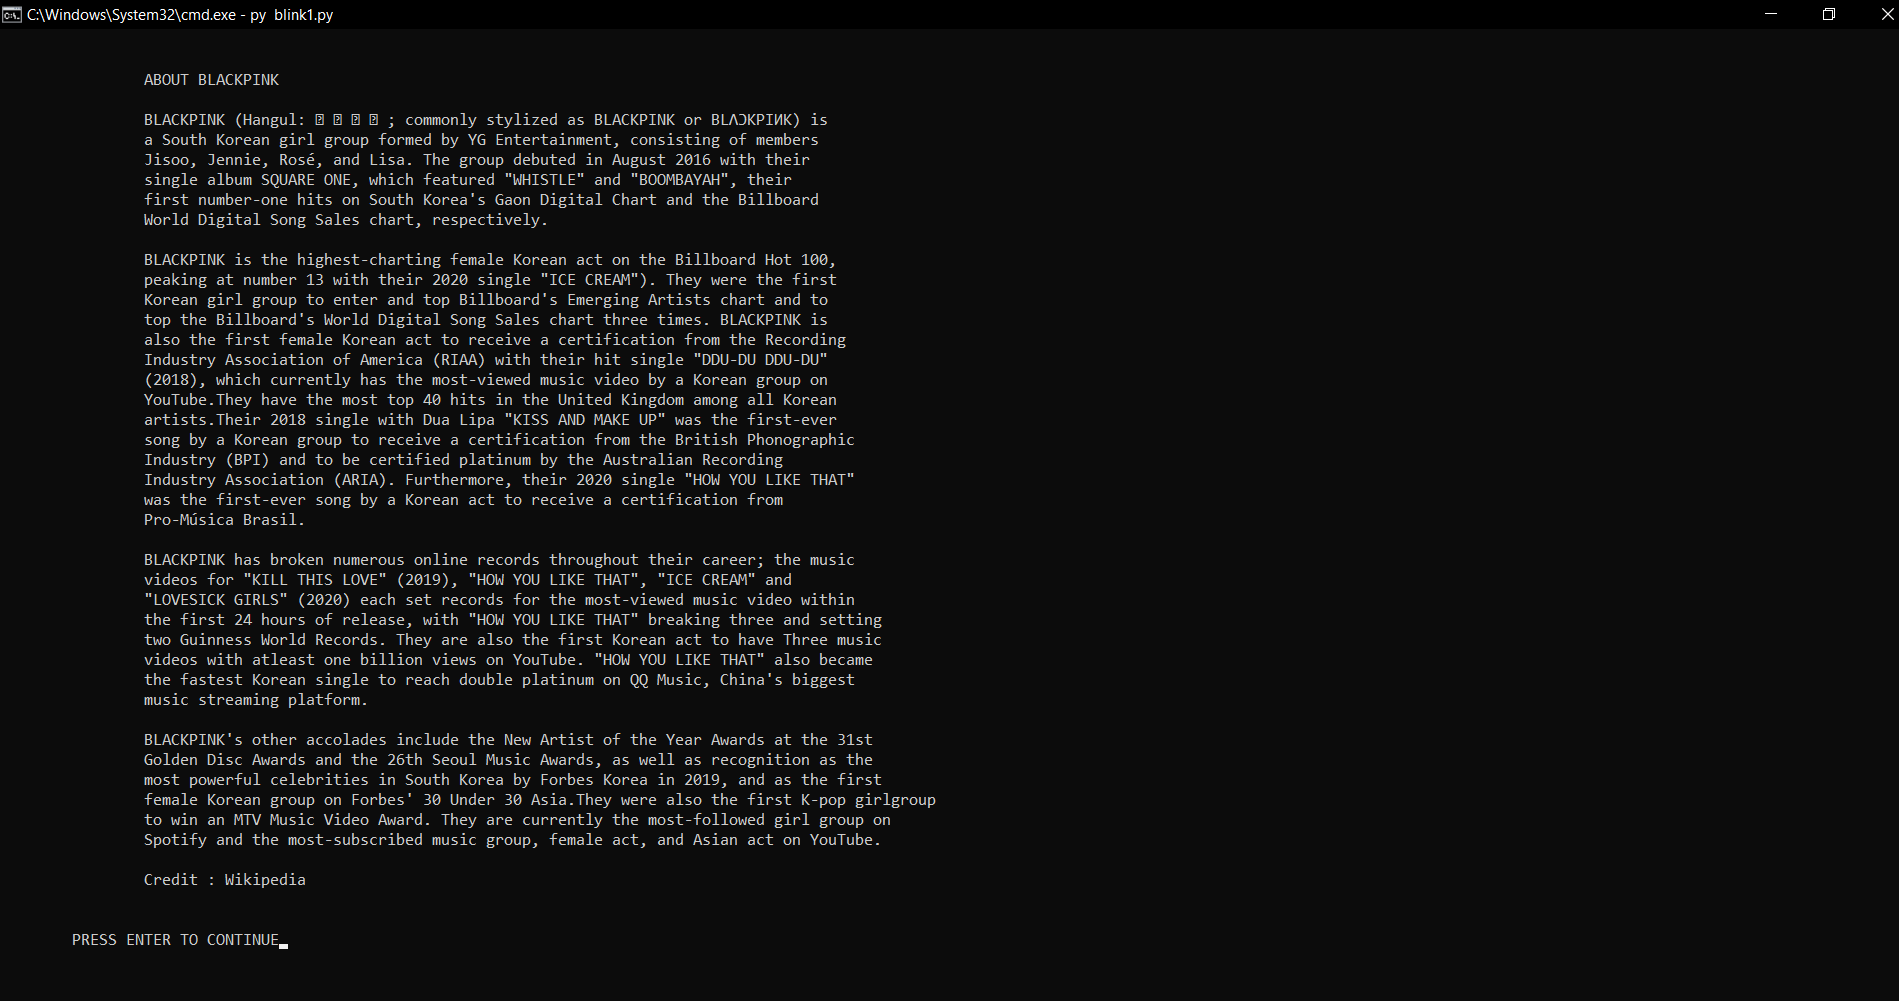 C:\Windows\System32\cmd.exe - py  blink1.py
ABOUT BLACKPINK
BLACKPINK (Hangul: ; commonly stylized as BLACKPINK or BLɅϽKPIИK) is
a South Korean girl group formed by YG Entertainment, consisting of members
Jisoo, Jennie, Rosé, and Lisa. The group debuted in August 2016 with their
single album SQUARE ONE, which featured "WHISTLE" and "BOOMBAYAH", their
first number-one hits on South Korea's Gaon Digital Chart and the Billboard
World Digital Song Sales chart, respectively.
BLACKPINK is the highest-charting female Korean act on the Billboard Hot 100,
peaking at number 13 with their 2020 single "ICE CREAM"). They were the first
Korean girl group to enter and top Billboard's Emerging Artists chart and to
top the Billboard's World Digital Song Sales chart three times. BLACKPINK is
also the first female Korean act to receive a certification from the Recording
Industry Association of America (RIAA) with their hit single "DDU-DU DDU-DU"
(2018), which currently has the most-viewed music video by a Korean group on
YouTube.They have the most top 40 hits in the United Kingdom among all Korean
artists.Their 2018 single with Dua Lipa "KISS AND MAKE UP" was the first-ever
song by a Korean group to receive a certification from the British Phonographic
Industry (BPI) and to be certified platinum by the Australian Recording
Industry Association (ARIA). Furthermore, their 2020 single "HOW YOU LIKE THAT"
was the first-ever song by a Korean act to receive a certification from
Pro-Música Brasil.
BLACKPINK has broken numerous online records throughout their career; the music
videos for "KILL THIS LOVE" (2019), "HOW YOU LIKE THAT", "ICE CREAM" and
"LOVESICK GIRLS" (2020) each set records for the most-viewed music video within
the first 24 hours of release, with "HOW YOU LIKE THAT" breaking three and setting
two Guinness World Records. They are also the first Korean act to have Three music
videos with atleast one billion views on YouTube. "HOW YOU LIKE THAT" also became
the fastest Korean single to reach double platinum on QQ Music, China's biggest
music streaming platform.
BLACKPINK's other accolades include the New Artist of the Year Awards at the 31st
Golden Disc Awards and the 26th Seoul Music Awards, as well as recognition as the
most powerful celebrities in South Korea by Forbes Korea in 2019, and as the first
female Korean group on Forbes' 30 Under 30 Asia.They were also the first K-pop girlgroup
to win an MTV Music Video Award. They are currently the most-followed girl group on
Spotify and the most-subscribed music group, female act, and Asian act on YouTube.
Credit : Wikipedia
PRESS ENTER TO CONTINUE